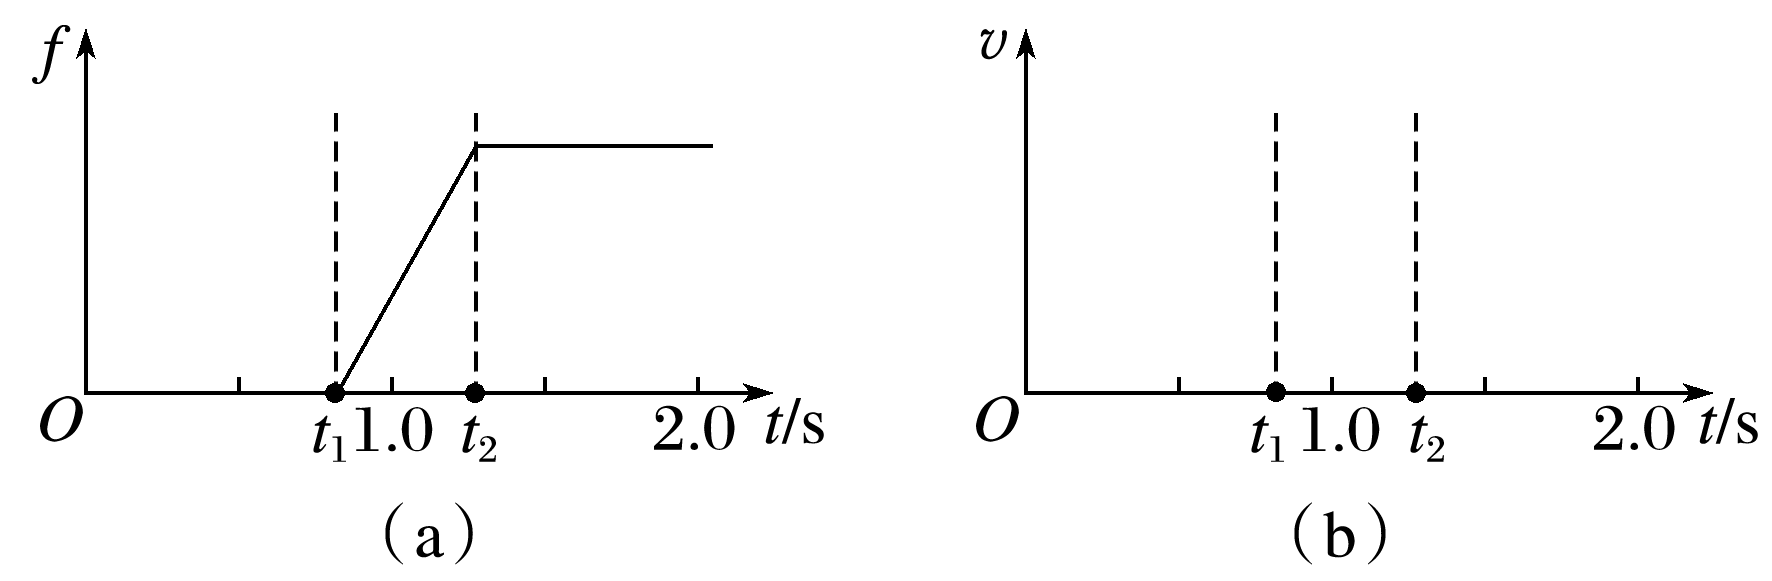 f
O t₁ 1.0 t₂ 2.0 t/s
(a)
v
O t₁ 1.0 t₂ 2.0 t/s
(b)